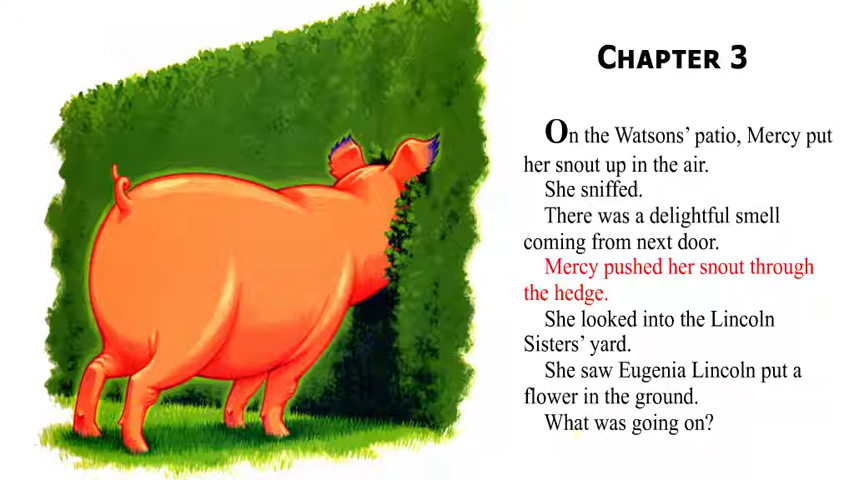 CHAPTER 3
On the Watsons' patio, Mercy put
her snout up in the air.
She sniffed.
There was a delightful smell
coming from next door.
Mercy pushed her snout through
the hedge.
She looked into the Lincoln
Sisters' yard.
She saw Eugenia Lincoln put a
flower in the ground.
What was going on?